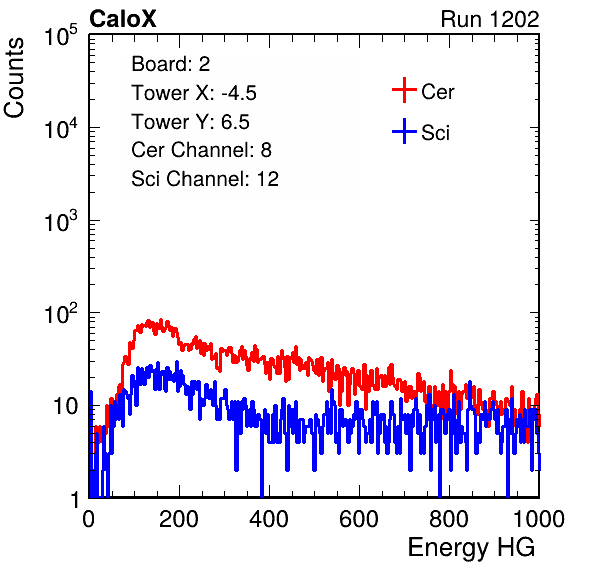 CaloX Run 1202
Counts
10^5
10^4
10^3
10^2
10
1
Board: 2
Tower X: -4.5
Tower Y: 6.5
Cer Channel: 8
Sci Channel: 12
Cer
Sci
0 200 400 600 800 1000
Energy HG